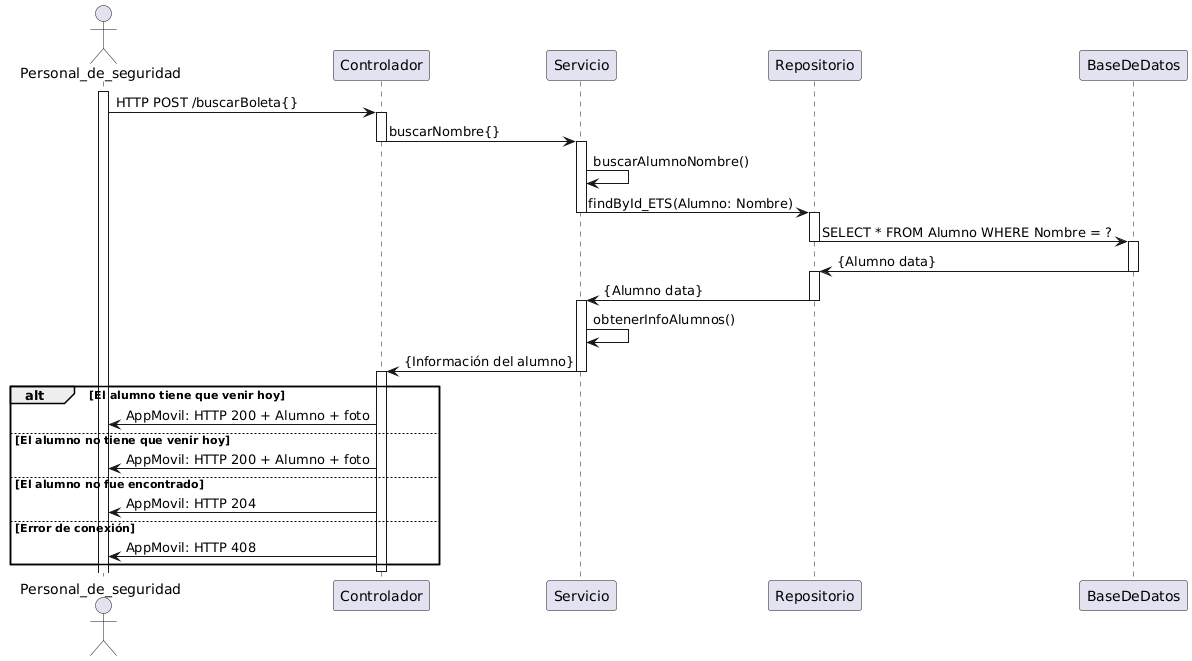 Personal_de_seguridad
Controlador
Servicio
Repositorio
BaseDeDatos
HTTP POST /buscarBoleta{}
buscarNombre{}
buscarAlumnoNombre()
findById_ETS(Alumno: Nombre)
SELECT * FROM Alumno WHERE Nombre = ?
{Alumno data}
{Alumno data}
obtenerInfoAlumnos()
{Información del alumno}
alt [El alumno tiene que venir hoy]
AppMovil: HTTP 200 + Alumno + foto
[El alumno no tiene que venir hoy]
AppMovil: HTTP 200 + Alumno + foto
[El alumno no fue encontrado]
AppMovil: HTTP 204
[Error de conexión]
AppMovil: HTTP 408
Personal_de_seguridad
Controlador
Servicio
Repositorio
BaseDeDatos